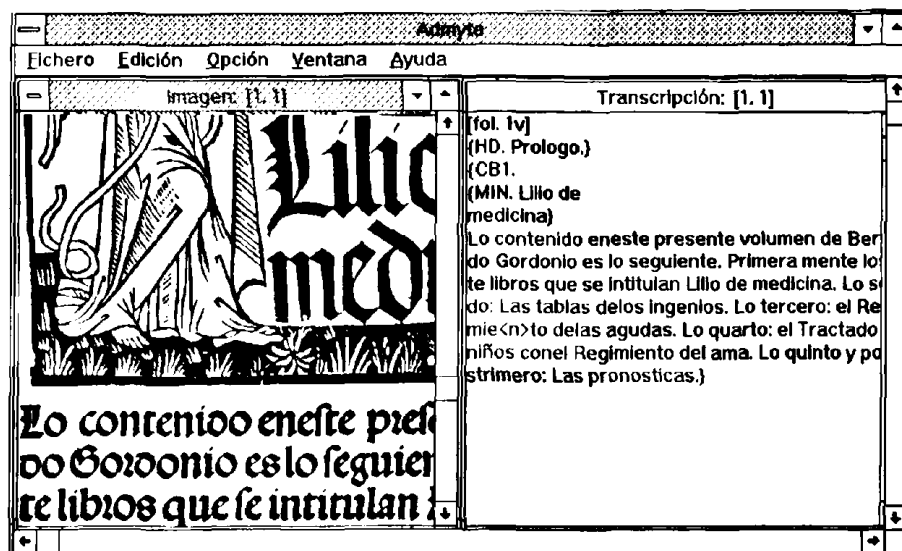 Admyte
Fichero Edición Opción Ventana Ayuda
Imagen: [1, 1]
Lilio
medi
Lo contenido eneſte preſ
do Gordonio es lo ſeguien
te libros que ſe intitulan
Transcripción: [1, 1]
[fol. 1v]
{HD. Prologo.}
{CB1.
{MIN. Lilio de
medicina}
Lo contenido eneste presente volumen de Ber
do Gordonio es lo seguiente. Primera mente lo
te libros que se intitulan Lilio de medicina. Lo se
do: Las tablas delos ingenios. Lo tercero: el Re
mie<n>to delas agudas. Lo quarto: el Tractado
niños conel Regimiento del ama. Lo quinto y po
strimero: Las pronosticas.}